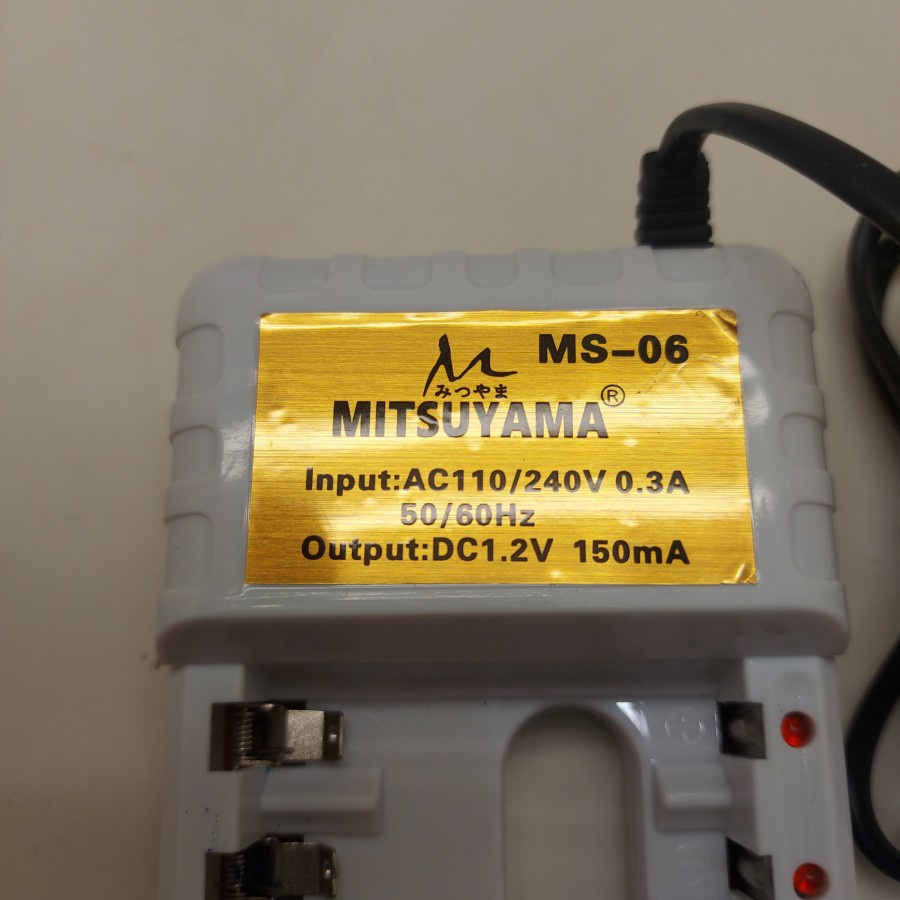 MS-06
みつやま
MITSUYAMA®
Input:AC110/240V 0.3A
50/60Hz
Output:DC1.2V 150mA